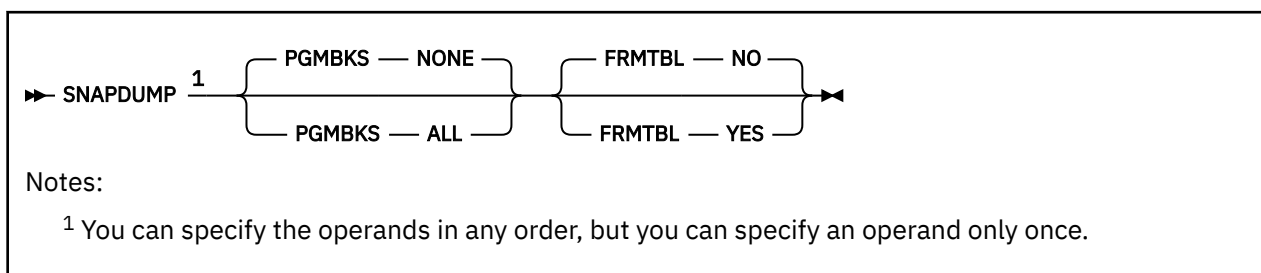 PGMBKS NONE FRMTBL NO
SNAPDUMP 1
PGMBKS ALL FRMTBL YES
Notes:
1 You can specify the operands in any order, but you can specify an operand only once.